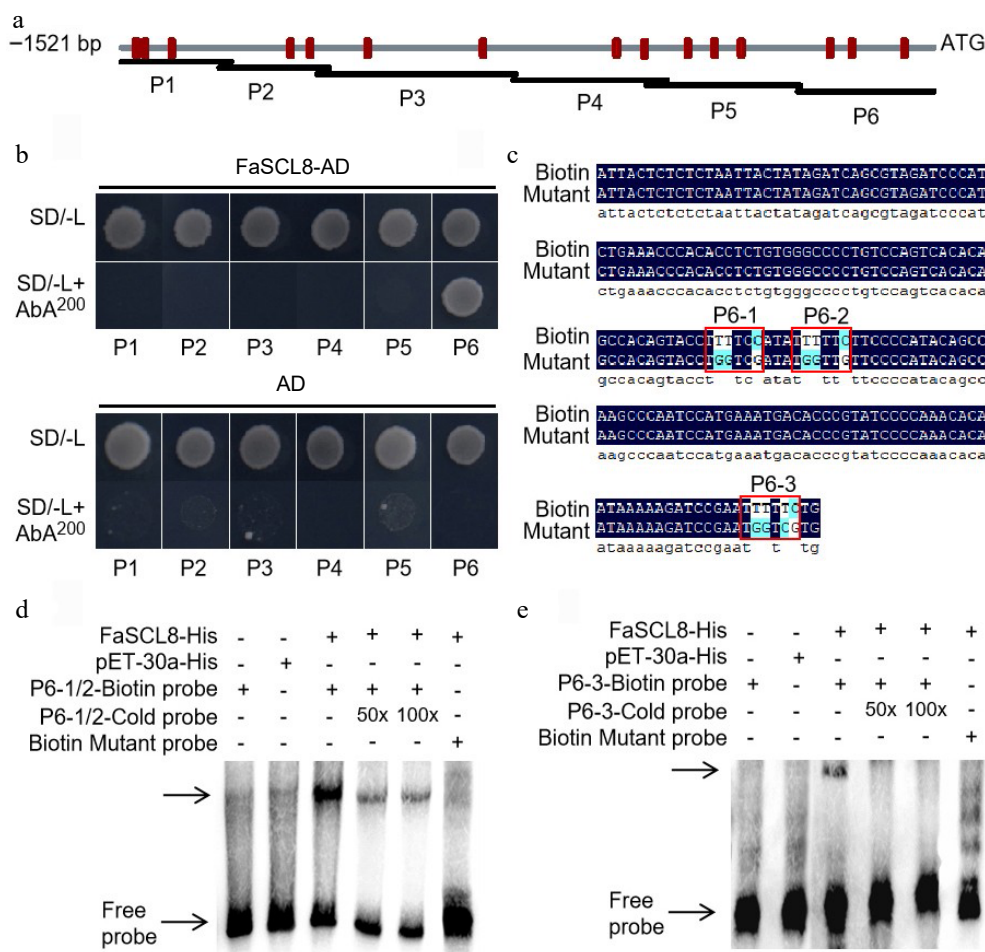 a
−1521 bp
ATG
P1
P2
P3
P4
P5
P6
b
FaSCL8-AD
SD/-L
SD/-L+
AbA²⁰⁰
P1 P2 P3 P4 P5 P6
AD
SD/-L
SD/-L+
AbA²⁰⁰
P1 P2 P3 P4 P5 P6
c
Biotin ATTACTCTCTCTAATTACTATAGATCAGCGTAGATCCCAT
Mutant ATTACTCTCTCTAATTACTATAGATCAGCGTAGATCCCAT
attactctctctaattactatagatcagcgtagatcccat
Biotin CTGAAACCCACACCTCTGTGGGCCCCTGTCCAGTCACACA
Mutant CTGAAACCCACACCTCTGTGGGCCCCTGTCCAGTCACACA
ctgaaacccacacctctgtgggcccctgtccagtcacaca
P6-1 P6-2
Biotin GCCACAGTACCTTTTCCATATTTTTCTTCCCCATACAGCC
Mutant GCCACAGTACCTGGTCGATATGGTTGTTCCCCATACAGCC
gccacagtacct tc atat tt ttccccatacagcc
Biotin AAGCCCAATCCATGAAATGACACCCGTATCCCCAAACACA
Mutant AAGCCCAATCCATGAAATGACACCCGTATCCCCAAACACA
aagcccaatccatgaaatgacacccgtatccccaaacaca
P6-3
Biotin ATAAAAAGATCCGAATTTTTCTG
Mutant ATAAAAAGATCCGAATGGTCGTG
ataaaaagatccgaat t tg
d
FaSCL8-His - - + + + +
pET-30a-His - + - - - -
P6-1/2-Biotin probe + - + + + -
P6-1/2-Cold probe - - - 50x 100x -
Biotin Mutant probe - - - - - +
Free
probe
e
FaSCL8-His - - + + + +
pET-30a-His - + - - - -
P6-3-Biotin probe + - + + + -
P6-3-Cold probe - - - 50x 100x -
Biotin Mutant probe - - - - - +
Free
probe